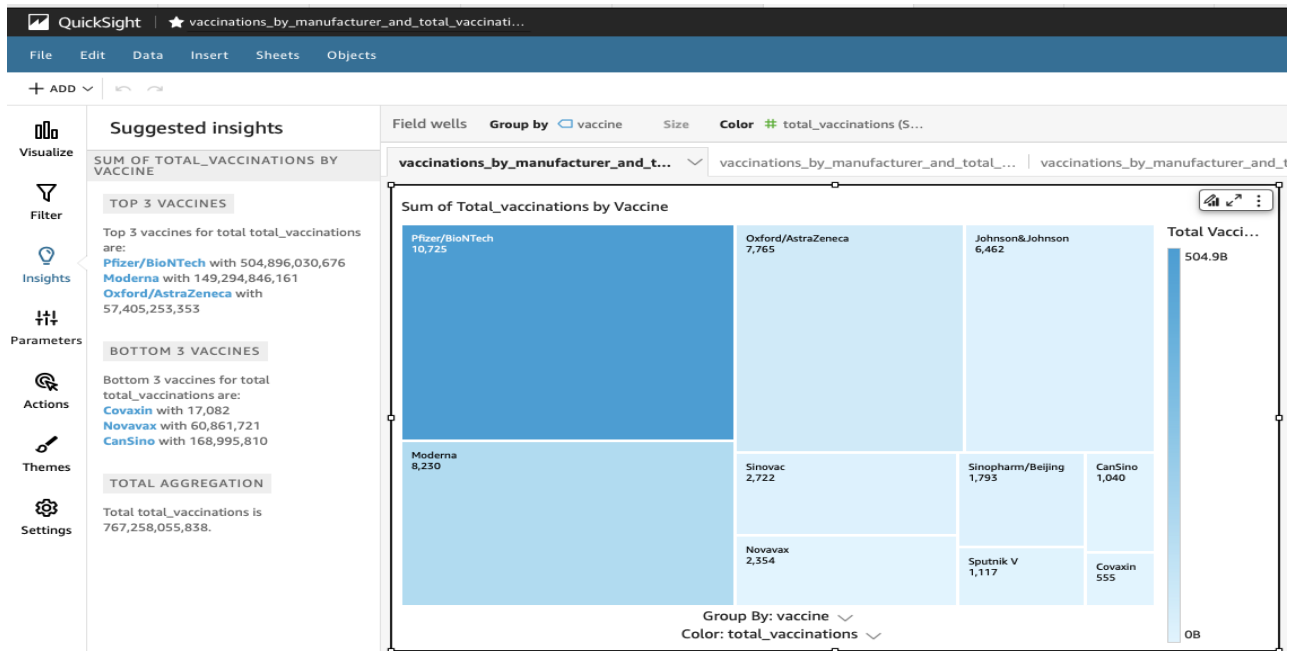 QuickSight
vaccinations_by_manufacturer_and_total_vaccinati...
File Edit Data Insert Sheets Objects
ADD
Visualize
Filter
Insights
Parameters
Actions
Themes
Settings
Suggested insights
SUM OF TOTAL_VACCINATIONS BY
VACCINE
TOP 3 VACCINES
Top 3 vaccines for total total_vaccinations
are:
Pfizer/BioNTech with 504,896,030,676
Moderna with 149,294,846,161
Oxford/AstraZeneca with
57,405,253,353
BOTTOM 3 VACCINES
Bottom 3 vaccines for total
total_vaccinations are:
Covaxin with 17,082
Novavax with 60,861,721
CanSino with 168,995,810
TOTAL AGGREGATION
Total total_vaccinations is
767,258,055,838.
Field wells Group by vaccine Size Color # total_vaccinations (S...
vaccinations_by_manufacturer_and_t... vaccinations_by_manufacturer_and_total_... vaccinations_by_manufacturer_and_t
Sum of Total_vaccinations by Vaccine
Pfizer/BioNTech
10,725
Oxford/AstraZeneca
7,765
Johnson&Johnson
6,462
Moderna
8,230
Sinovac
2,722
Sinopharm/Beijing
1,793
CanSino
1,040
Novavax
2,354
Sputnik V
1,117
Covaxin
555
Total Vacci...
504.9B
0B
Group By: vaccine
Color: total_vaccinations